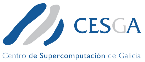 CESGA
Centro de Supercomputación de Galicia